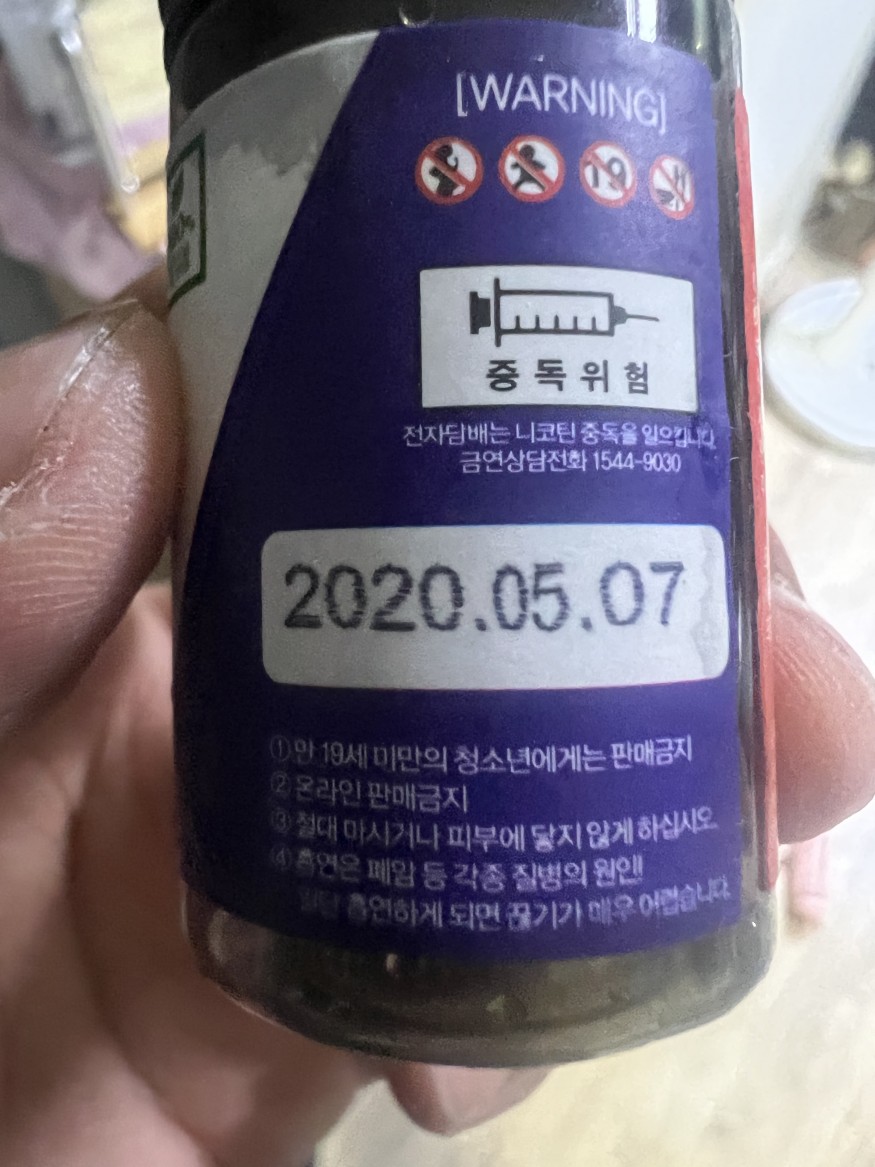 [WARNING]
19
중독위험
전자담배는 니코틴 중독을 일으킵니다.
금연상담전화 1544-9030
2020.05.07
①만 19세 미만의 청소년에게는 판매금지
②온라인 판매금지
③절대 마시거나 피부에 닿지 않게 하십시오.
④흡연은 폐암 등 각종 질병의 원인!
일단 흡연하게 되면 끊기가 매우 어렵습니다.